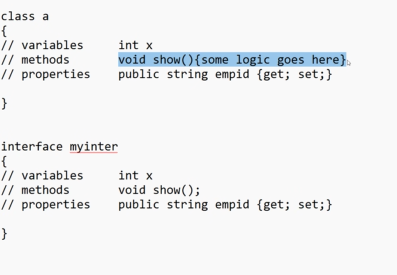 class a
{
// variables    int x
// methods      void show(){some logic goes here}
// properties   public string empid {get; set;}
}
interface myinter
{
// variables    int x
// methods      void show();
// properties   public string empid {get; set;}
}